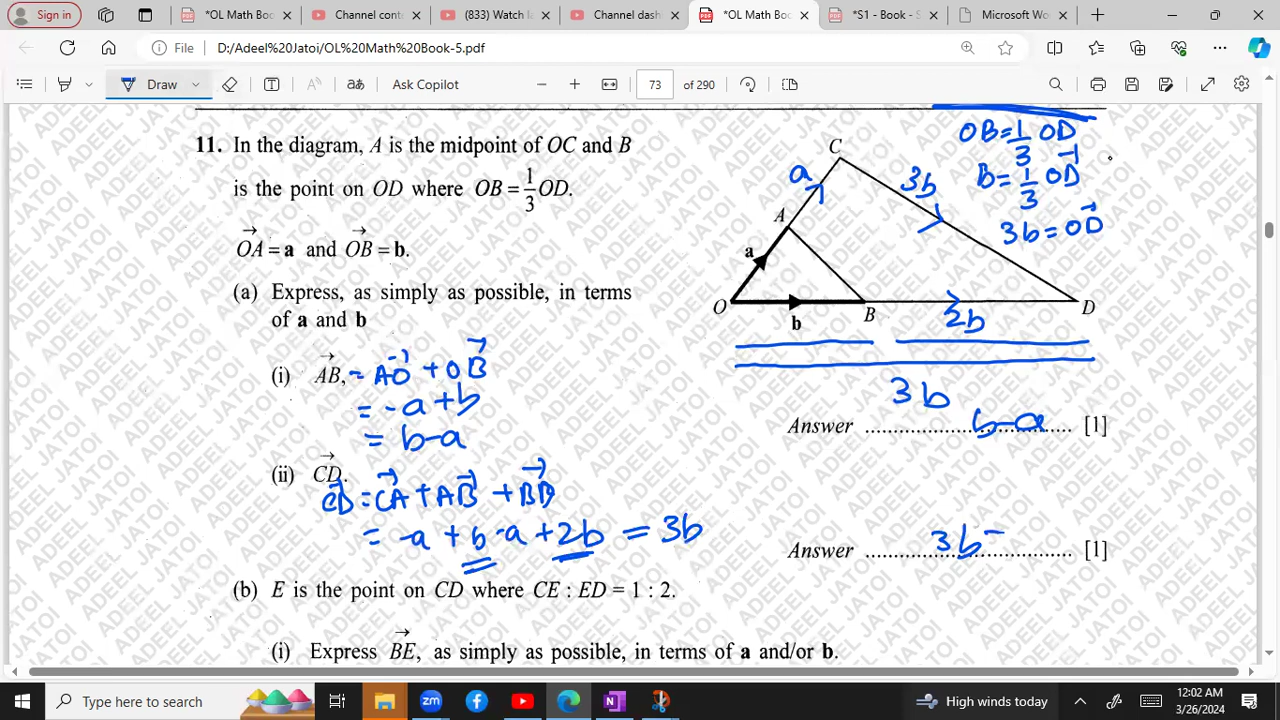 Sign in
*OL Math Boo
Channel cont
(833) Watch la
Channel dash
*OL Math Boo
*S1 - Book - S
Microsoft Wo
File
D:/Adeel%20Jatoi/OL%20Math%20Book-5.pdf
Draw
Ask Copilot
73
of 290
11. In the diagram, A is the midpoint of OC and B
is the point on OD where OB = 1/3 OD.
OA = a and OB = b.
(a) Express, as simply as possible, in terms
of a and b
(i) AB, = AO + OB
= -a + b
= b-a
Answer b-a [1]
(ii) CD.
CD = CA + AB + BD
= -a + b -a + 2b = 3b
Answer 3b- [1]
(b) E is the point on CD where CE : ED = 1 : 2.
(i) Express BE, as simply as possible, in terms of a and/or b.
OB = 1/3 OD
B = 1/3 OD
3b = OD
C
a
3b
A
a
O
b
B
2b
D
3b
ADEEL JATOI
Type here to search
High winds today
12:02 AM
3/26/2024